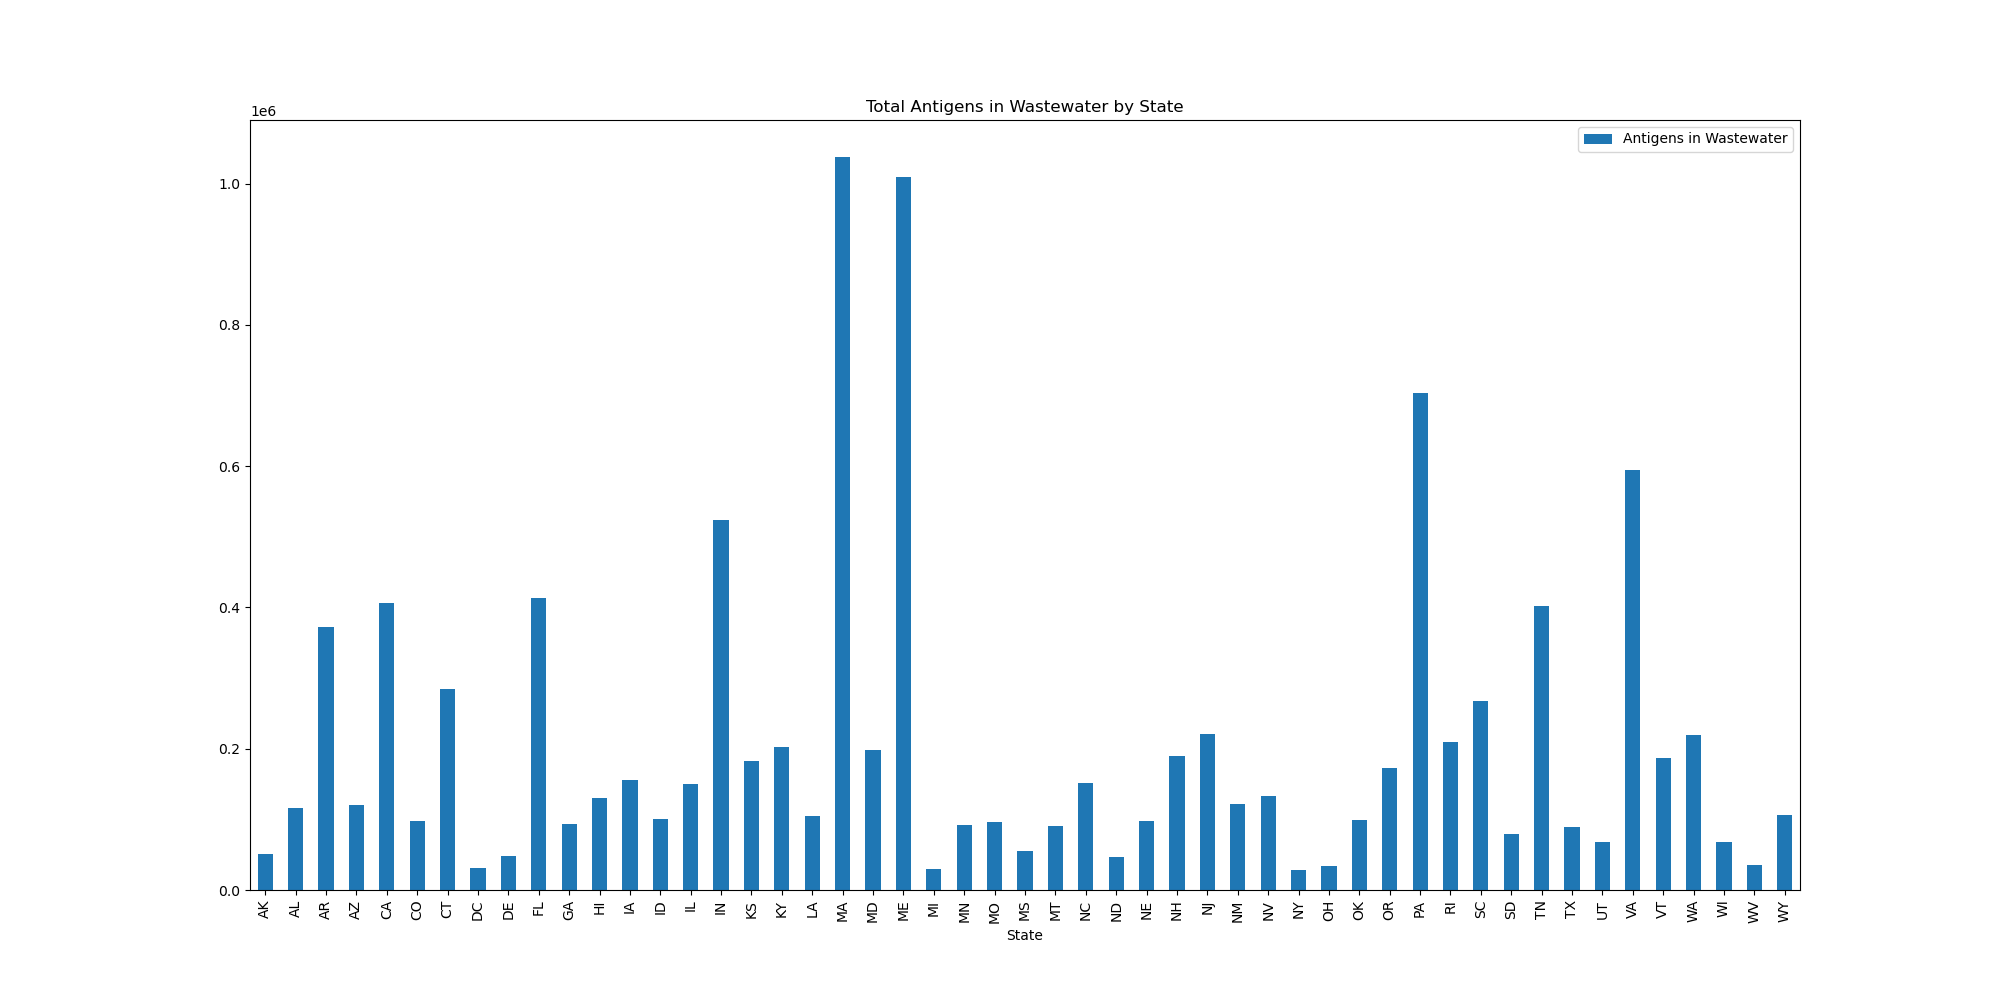 Total Antigens in Wastewater by State
1e6
Antigens in Wastewater
1.0
0.8
0.6
0.4
0.2
0.0
AK AL AR AZ CA CO CT DC DE FL GA HI IA ID IL IN KS KY LA MA MD ME MI MN MO MS MT NC ND NE NH NJ NM NV NY OH OK OR PA RI SC SD TN TX UT VA VT WA WI WV WY
State